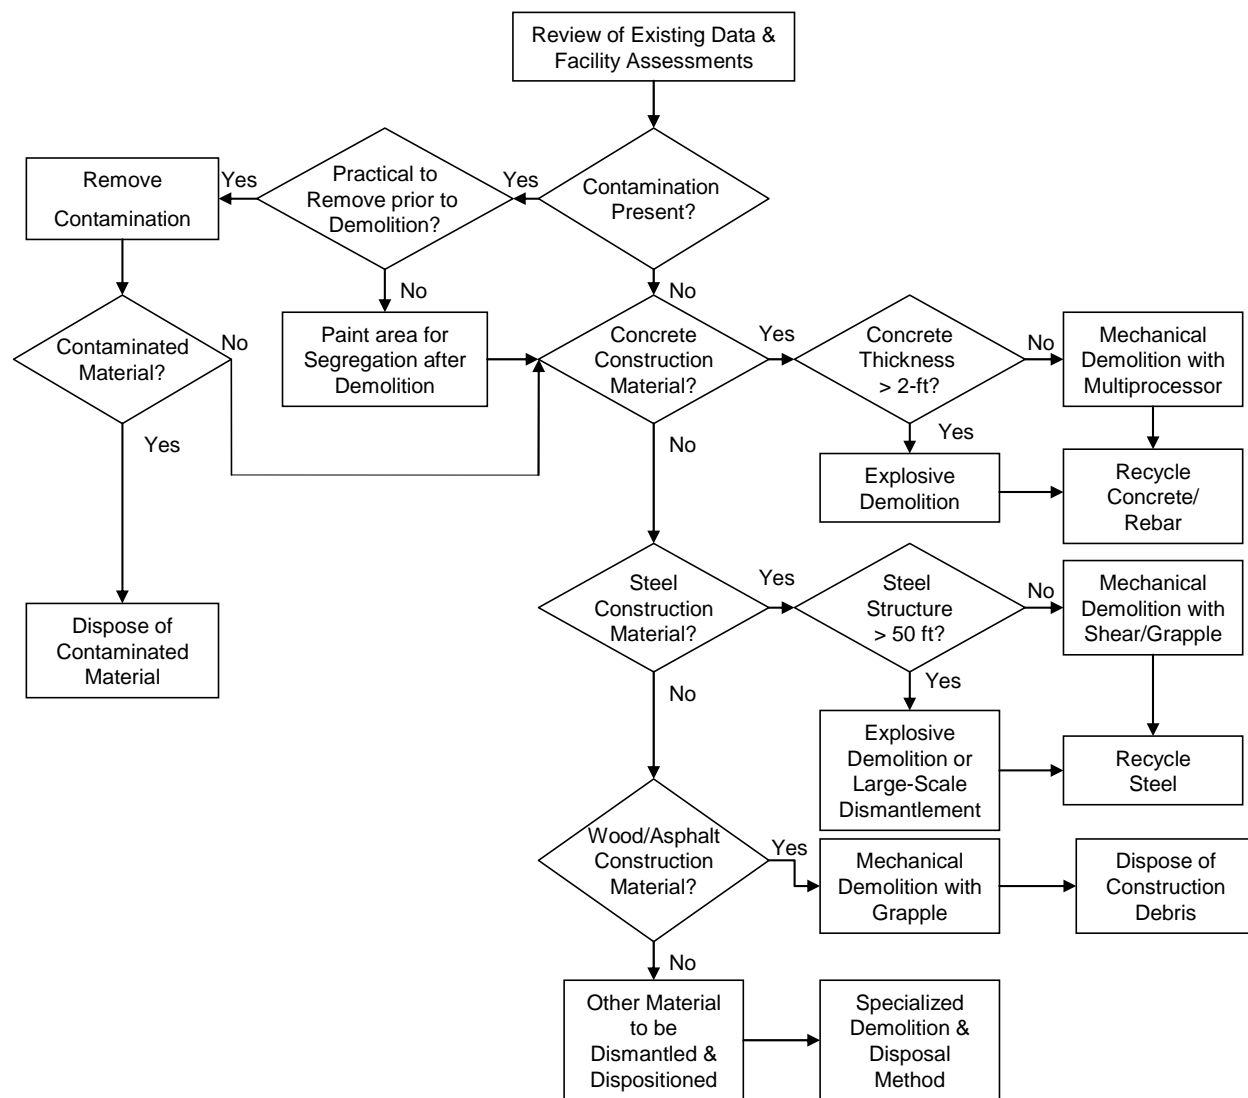 Review of Existing Data &
Facility Assessments
Contamination
Present?
Yes
No
Practical to
Remove prior to
Demolition?
Yes
No
Remove
Contamination
Contaminated
Material?
No
Yes
Dispose of
Contaminated
Material
Paint area for
Segregation after
Demolition
Concrete
Construction
Material?
Yes
No
Concrete
Thickness
> 2-ft?
No
Yes
Mechanical
Demolition with
Multiprocessor
Explosive
Demolition
Recycle
Concrete/
Rebar
Steel
Construction
Material?
Yes
No
Steel
Structure
> 50 ft?
No
Yes
Mechanical
Demolition with
Shear/Grapple
Explosive
Demolition or
Large-Scale
Dismantlement
Recycle
Steel
Wood/Asphalt
Construction
Material?
Yes
No
Mechanical
Demolition with
Grapple
Dispose of
Construction
Debris
Other Material
to be
Dismantled &
Dispositioned
Specialized
Demolition &
Disposal
Method